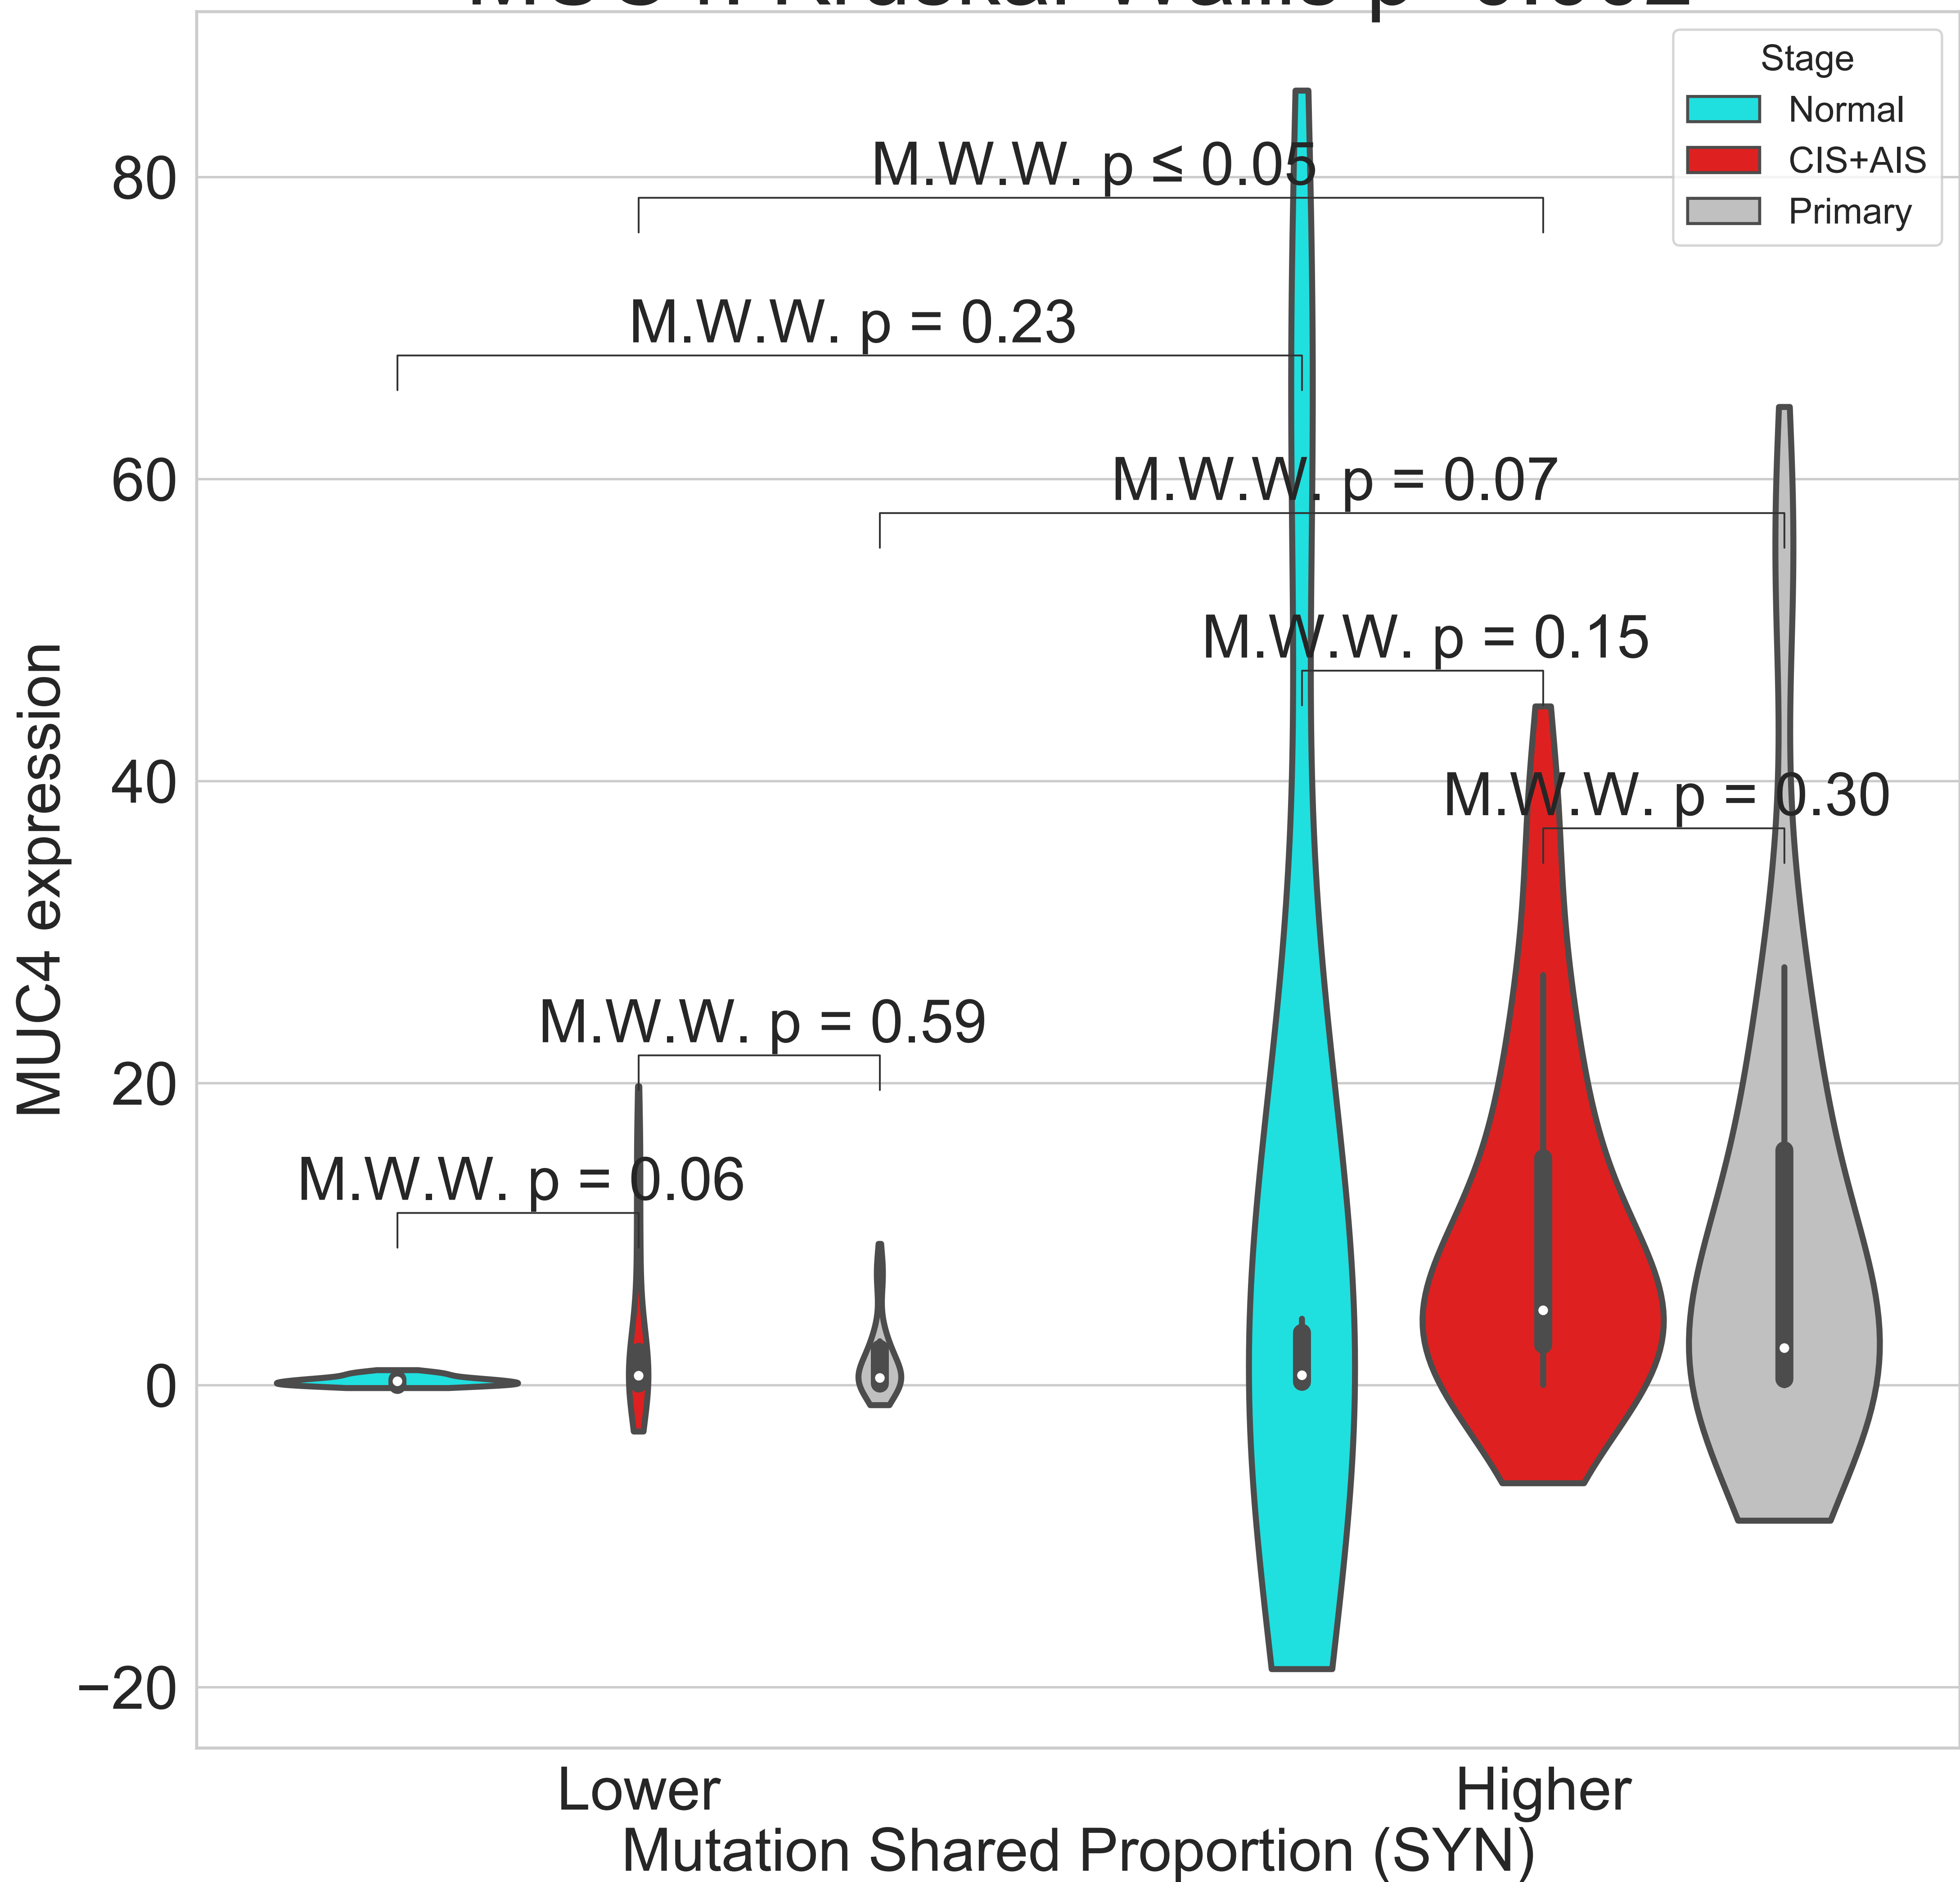 Stage
Normal
CIS+AIS
Primary
M.W.W. p ≤ 0.05
M.W.W. p = 0.23
M.W.W. p = 0.07
M.W.W. p = 0.15
M.W.W. p = 0.30
M.W.W. p = 0.59
M.W.W. p = 0.06
80
60
40
20
0
−20
MUC4 expression
Lower
Higher
Mutation Shared Proportion (SYN)